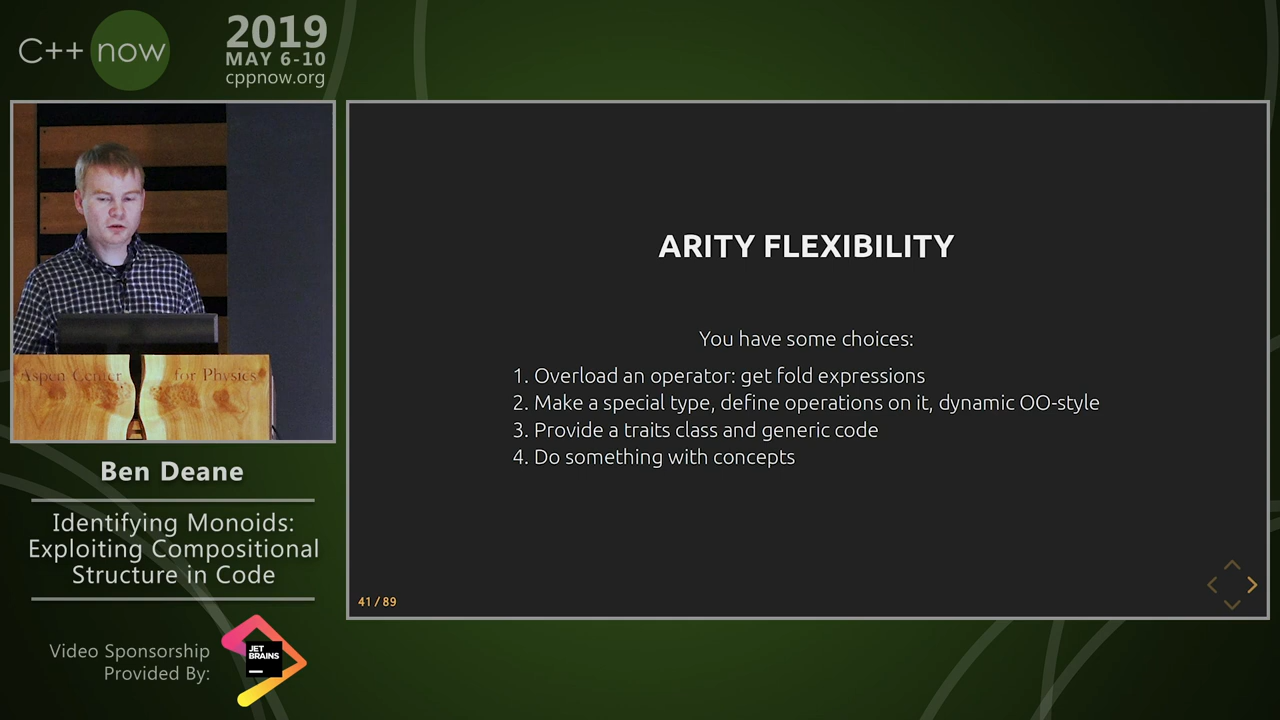 C++ now
2019
MAY 6-10
cppnow.org
Aspen Center for Physics
Ben Deane
Identifying Monoids:
Exploiting Compositional
Structure in Code
Video Sponsorship
Provided By:
JET
BRAINS
ARITY FLEXIBILITY
You have some choices:
1. Overload an operator: get fold expressions
2. Make a special type, define operations on it, dynamic OO-style
3. Provide a traits class and generic code
4. Do something with concepts
41 / 89